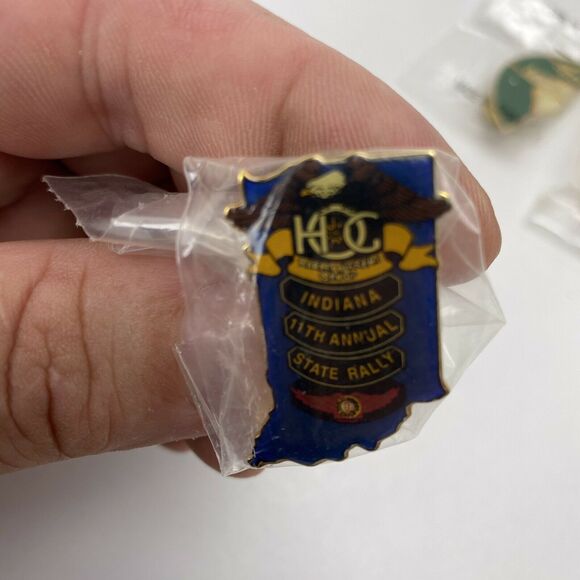 HOG
INDIANA
11TH ANNUAL
STATE RALLY